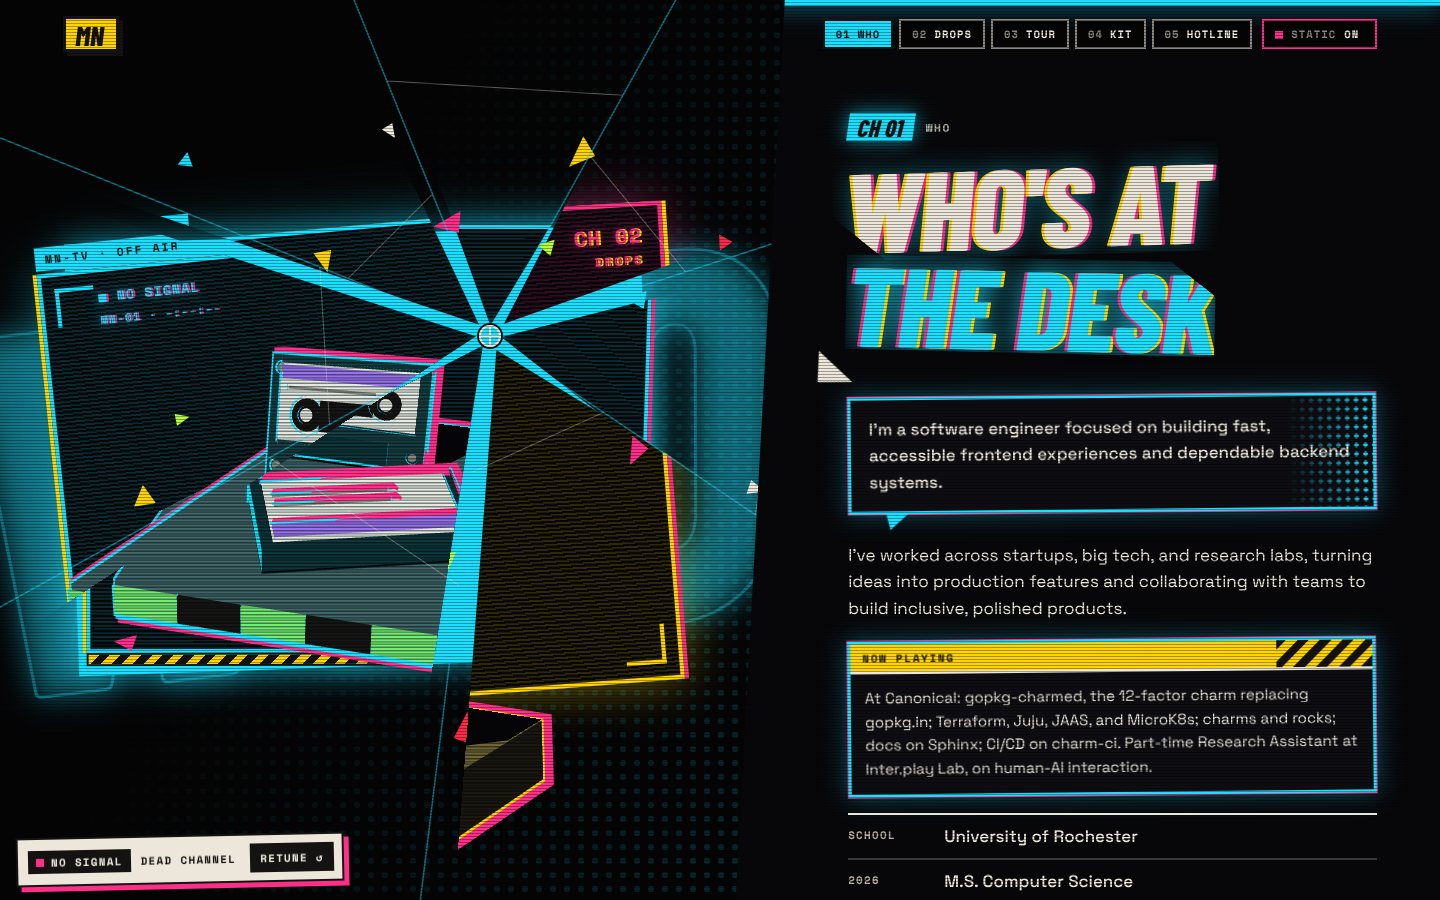 MN
01 WHO
02 DROPS
03 TOUR
04 KIT
05 HOTLINE
STATIC ON
MN-TV · OFF AIR
NO SIGNAL
MN-01 · -:--:--
CH 02
DROPS
NO SIGNAL
DEAD CHANNEL
RETUNE ↺
CH 01
WHO
WHO'S AT
THE DESK
I'm a software engineer focused on building fast,
accessible frontend experiences and dependable backend
systems.
I've worked across startups, big tech, and research labs, turning
ideas into production features and collaborating with teams to
build inclusive, polished products.
NOW PLAYING
At Canonical: gopkg-charmed, the 12-factor charm replacing
gopkg.in; Terraform, Juju, JAAS, and MicroK8s; charms and rocks;
docs on Sphinx; CI/CD on charm-ci. Part-time Research Assistant at
Inter.play Lab, on human-AI interaction.
SCHOOL
University of Rochester
2026
M.S. Computer Science